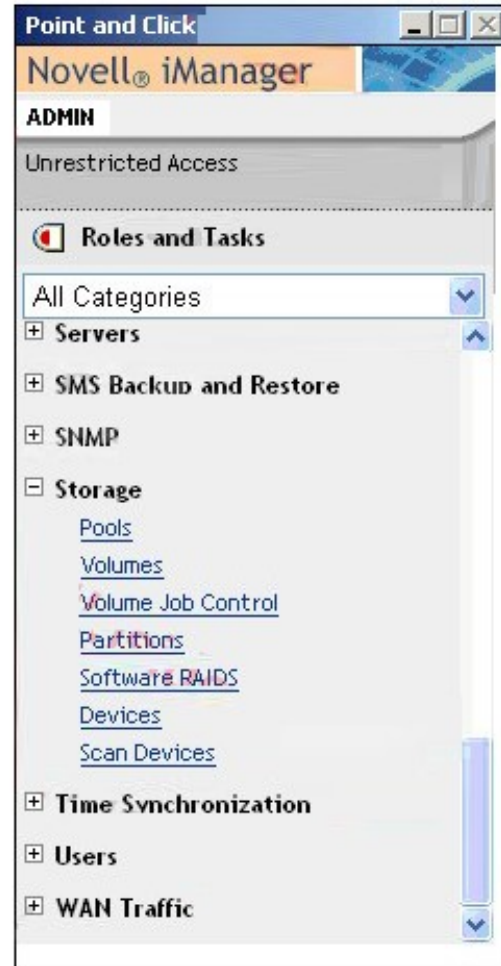 Point and Click
Novell® iManager
ADMIN
Unrestricted Access
Roles and Tasks
All Categories
Servers
SMS Backup and Restore
SNMP
Storage
Pools
Volumes
Volume Job Control
Partitions
Software RAIDS
Devices
Scan Devices
Time Synchronization
Users
WAN Traffic